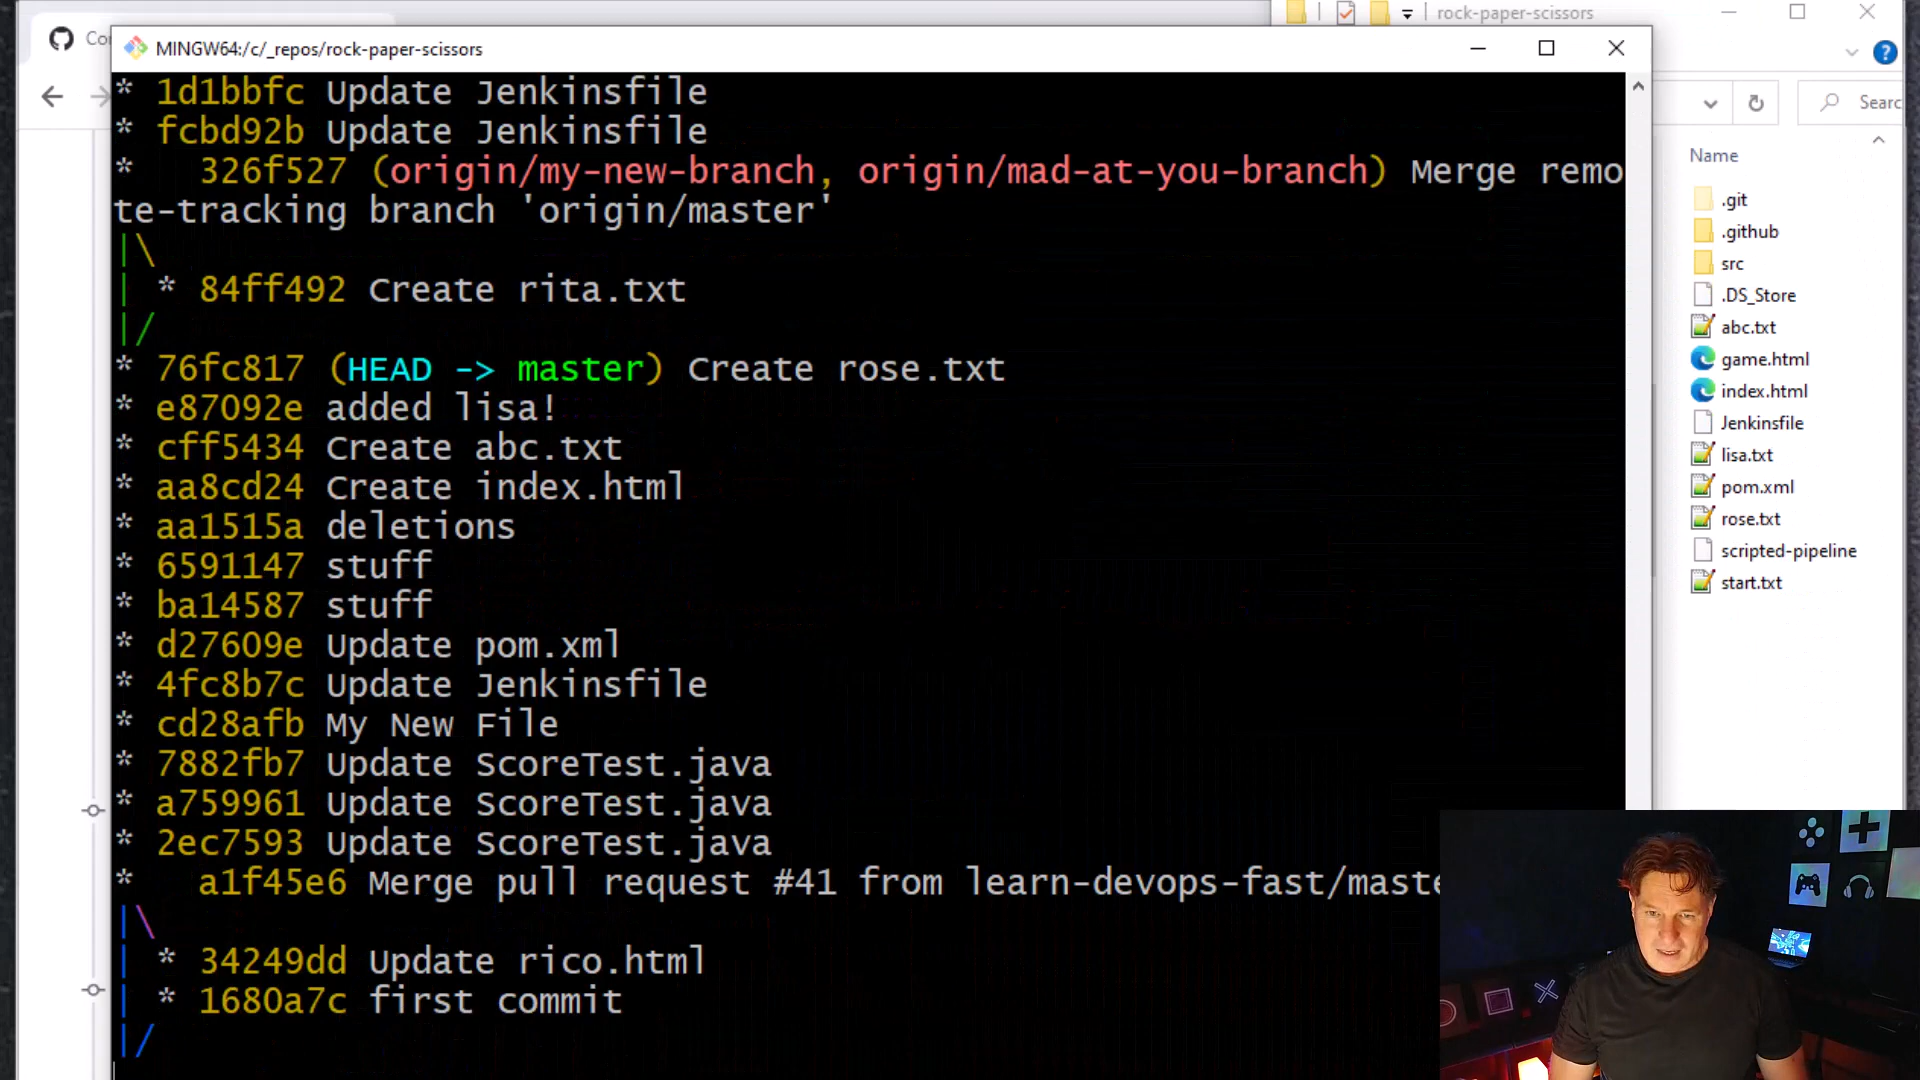 Co
MINGW64:/c/_repos/rock-paper-scissors
rock-paper-scissors
* 1d1bbfc Update Jenkinsfile
* fcbd92b Update Jenkinsfile
*   326f527 (origin/my-new-branch, origin/mad-at-you-branch) Merge remo
te-tracking branch 'origin/master'
|\
| * 84ff492 Create rita.txt
|/
* 76fc817 (HEAD -> master) Create rose.txt
* e87092e added lisa!
* cff5434 Create abc.txt
* aa8cd24 Create index.html
* aa1515a deletions
* 6591147 stuff
* ba14587 stuff
* d27609e Update pom.xml
* 4fc8b7c Update Jenkinsfile
* cd28afb My New File
* 7882fb7 Update ScoreTest.java
* a759961 Update ScoreTest.java
* 2ec7593 Update ScoreTest.java
*   a1f45e6 Merge pull request #41 from learn-devops-fast/maste
|\
| * 34249dd Update rico.html
| * 1680a7c first commit
|/
Searc
Name
.git
.github
src
.DS_Store
abc.txt
game.html
index.html
Jenkinsfile
lisa.txt
pom.xml
rose.txt
scripted-pipeline
start.txt